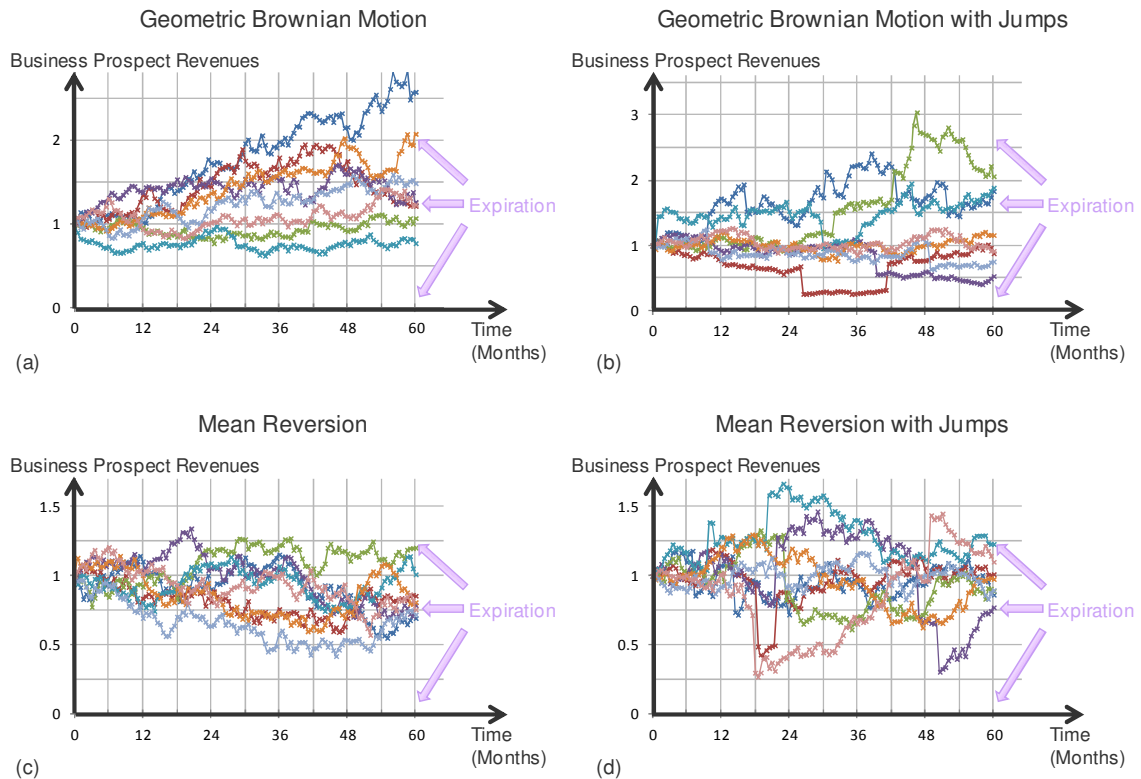 Geometric Brownian Motion
Business Prospect Revenues
2
1
0
0 12 24 36 48 60
Expiration
Time
(Months)
(a)
Geometric Brownian Motion with Jumps
Business Prospect Revenues
3
2
1
0
0 12 24 36 48 60
Expiration
Time
(Months)
(b)
Mean Reversion
Business Prospect Revenues
1.5
1
0.5
0
0 12 24 36 48 60
Expiration
Time
(Months)
(c)
Mean Reversion with Jumps
Business Prospect Revenues
1.5
1
0.5
0
0 12 24 36 48 60
Expiration
Time
(Months)
(d)